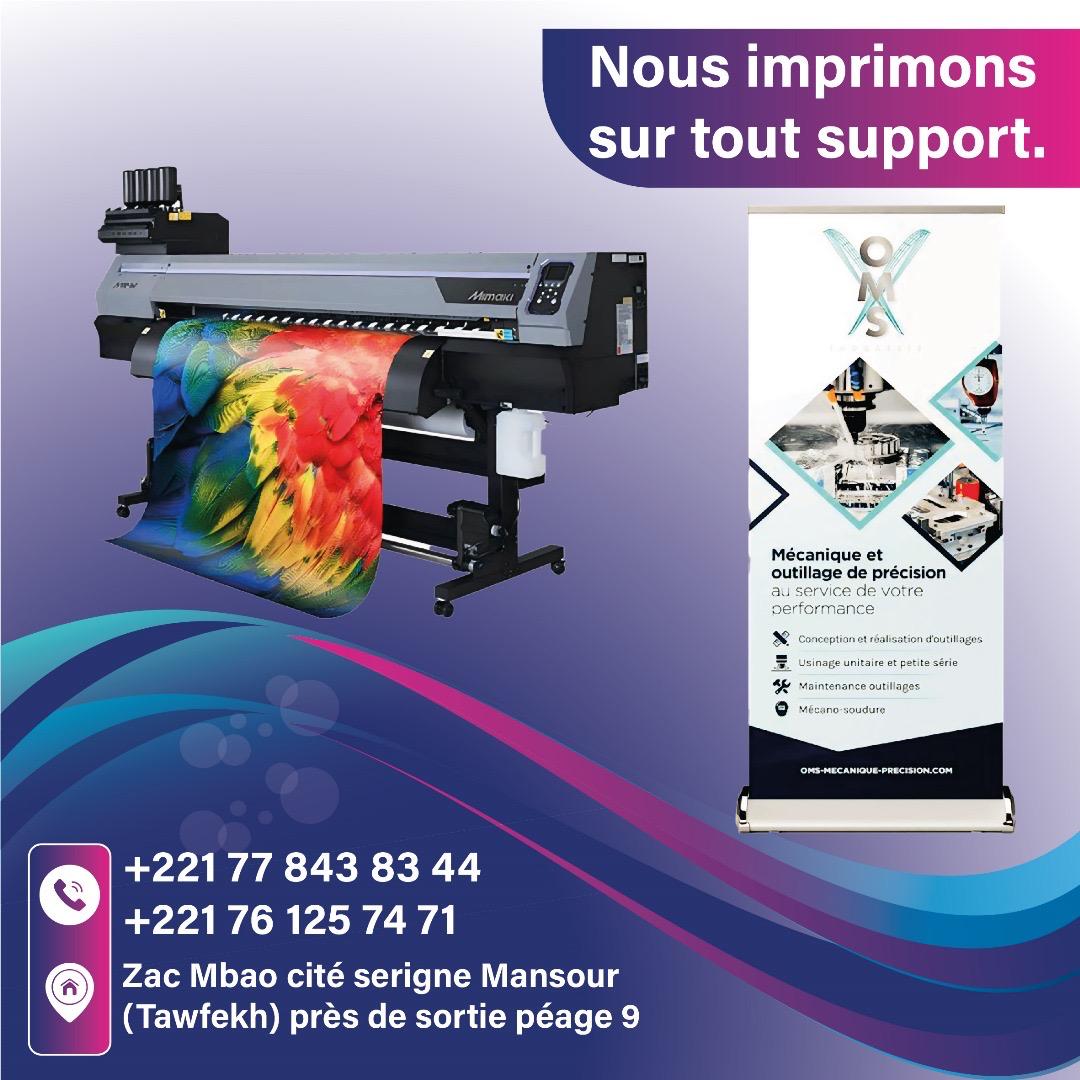 Nous imprimons
sur tout support.
Mimaki
OMS
Mécanique et
outillage de précision
au service de votre
performance
Conception et réalisation d'outillages
Usinage unitaire et petite série
Maintenance outillages
Mécano-soudure
OMS-MECANIQUE-PRECISION.COM
+221 77 843 83 44
+221 76 125 74 71
Zac Mbao cité serigne Mansour
(Tawfekh) près de sortie péage 9